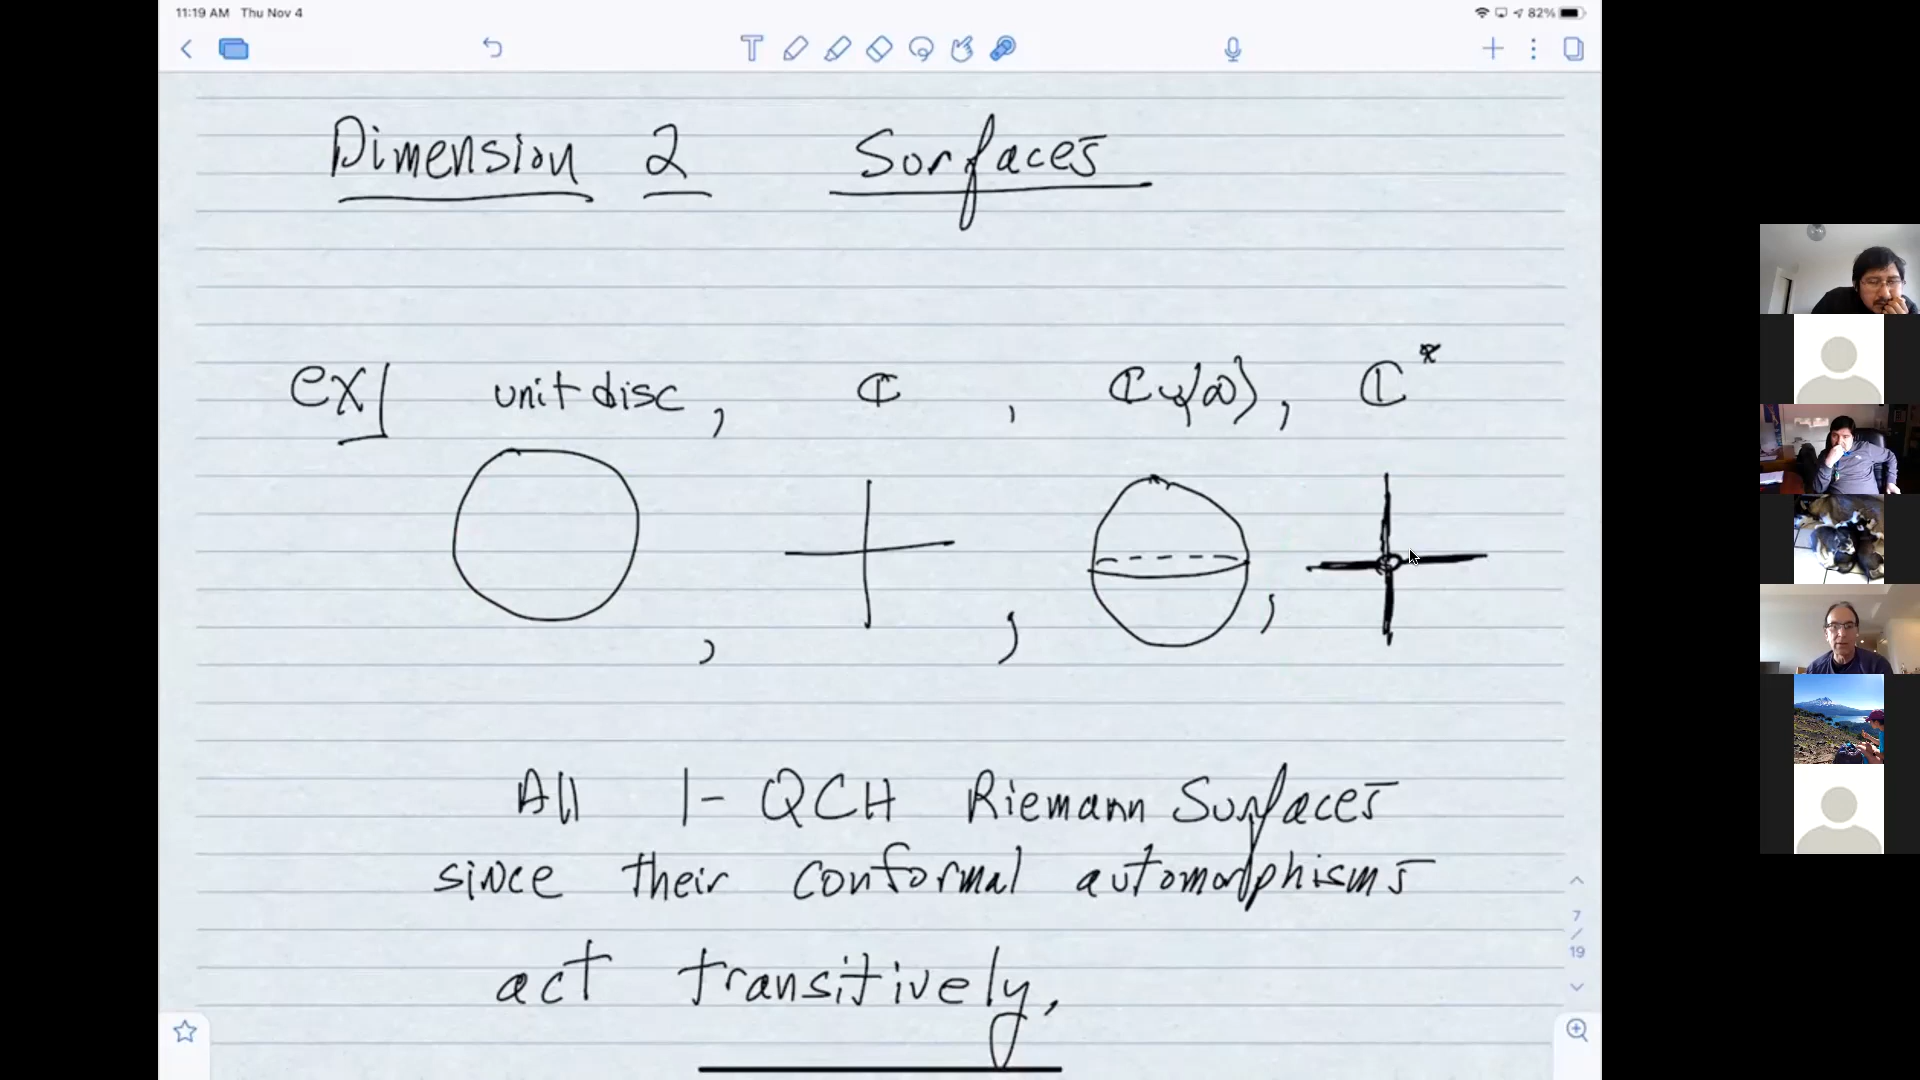 11:19 AM Thu Nov 4
82%
T
Dimension 2 Surfaces
ex] unit disc, ℂ, ℂ∪{∞}, ℂ*
, , ,
All 1-QCH Riemann Surfaces
since their conformal automorphisms
act transitively,
7
/
19